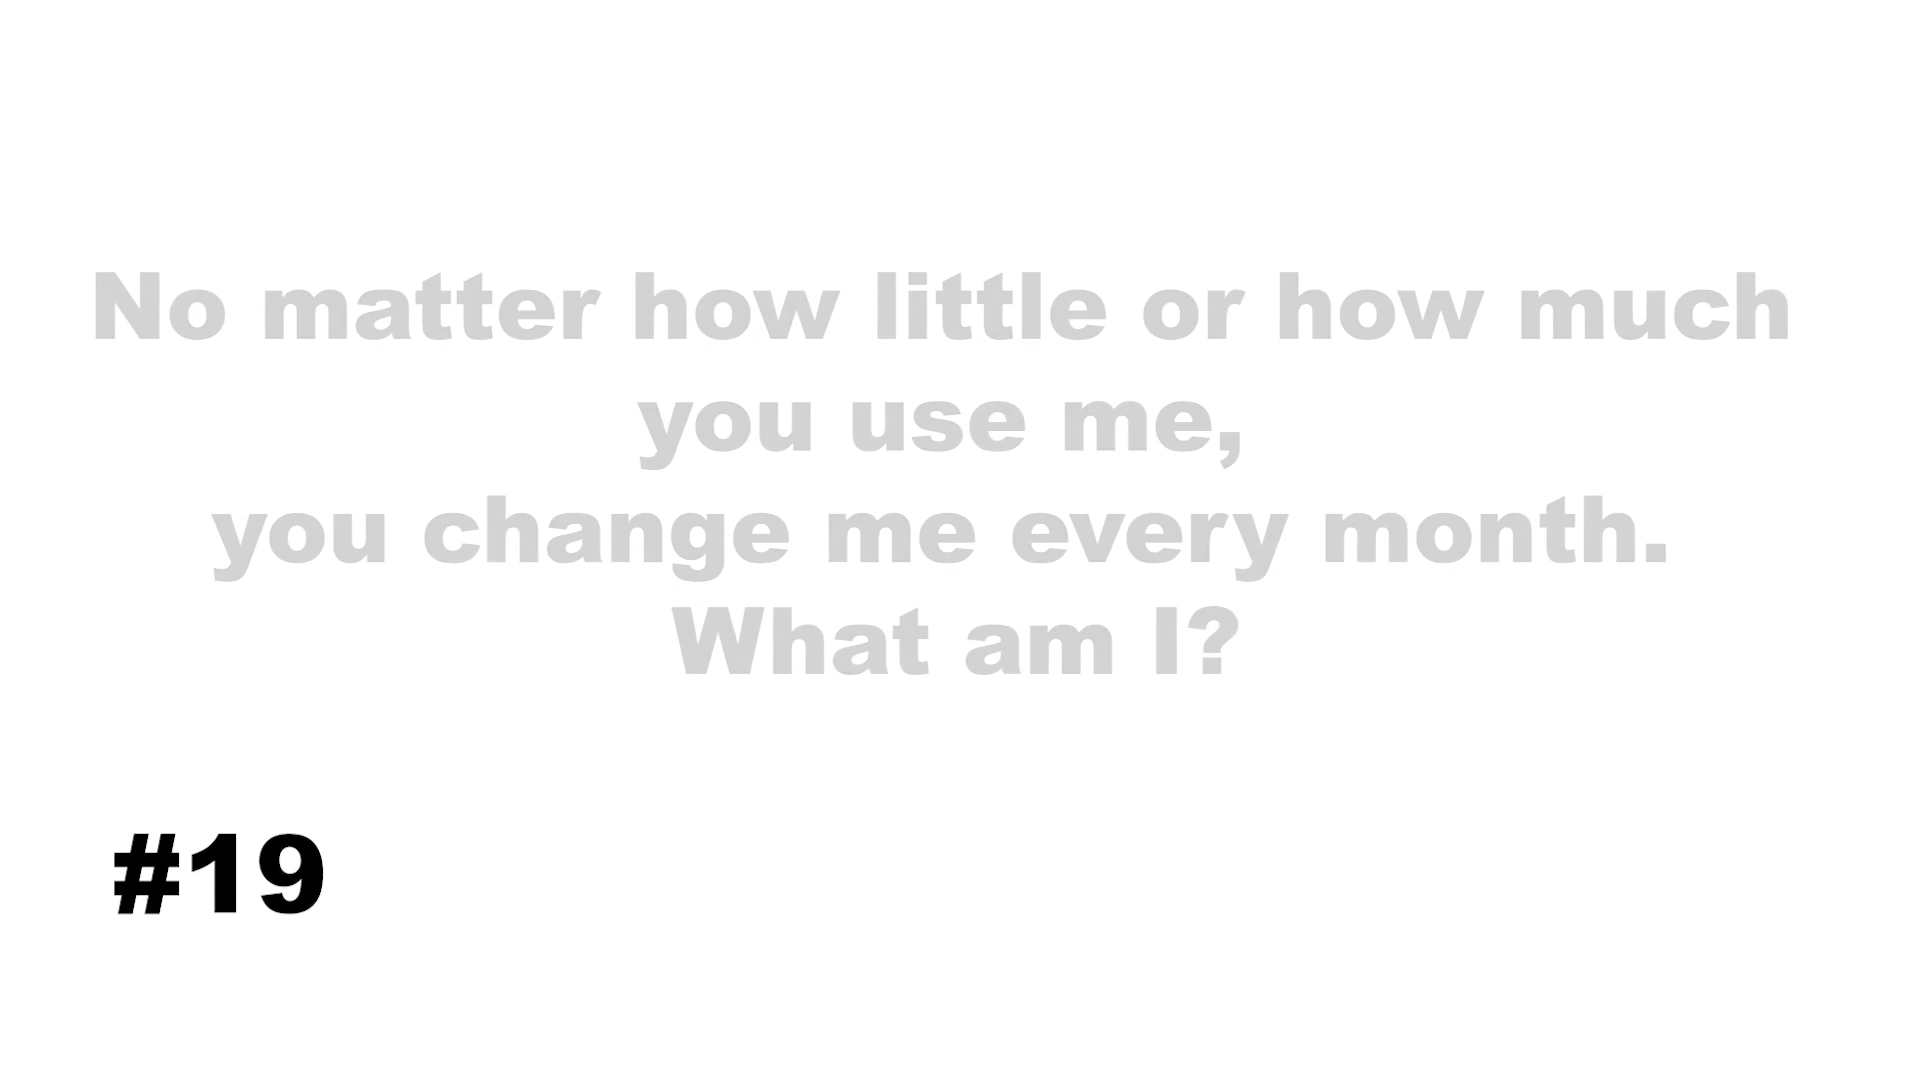 No matter how little or how much
you use me,
you change me every month.
What am I?
#19